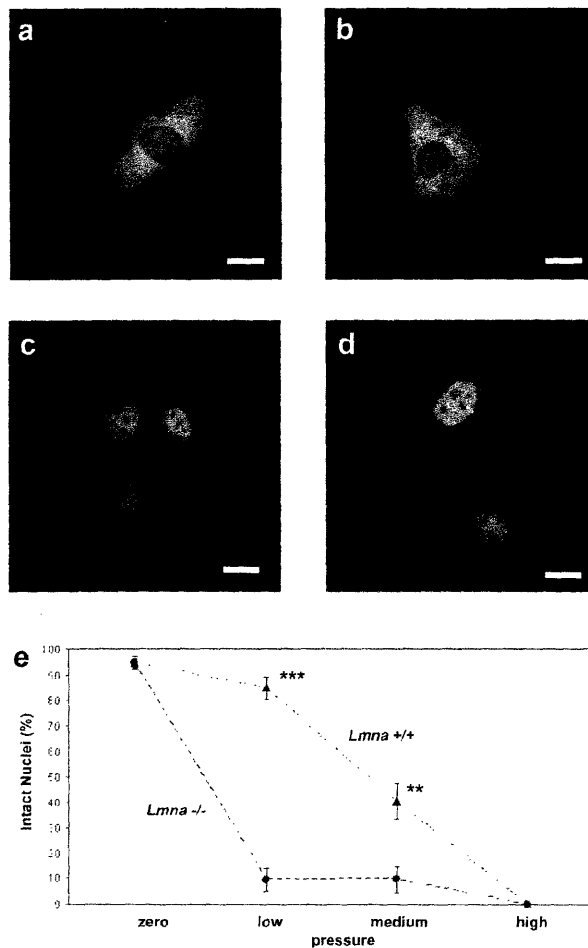 a
b
c
d
e
100
90
80
70
60
50
40
30
20
10
0
Intact Nuclei (%)
***
Lmna +/+
**
Lmna -/-
zero low medium high
pressure